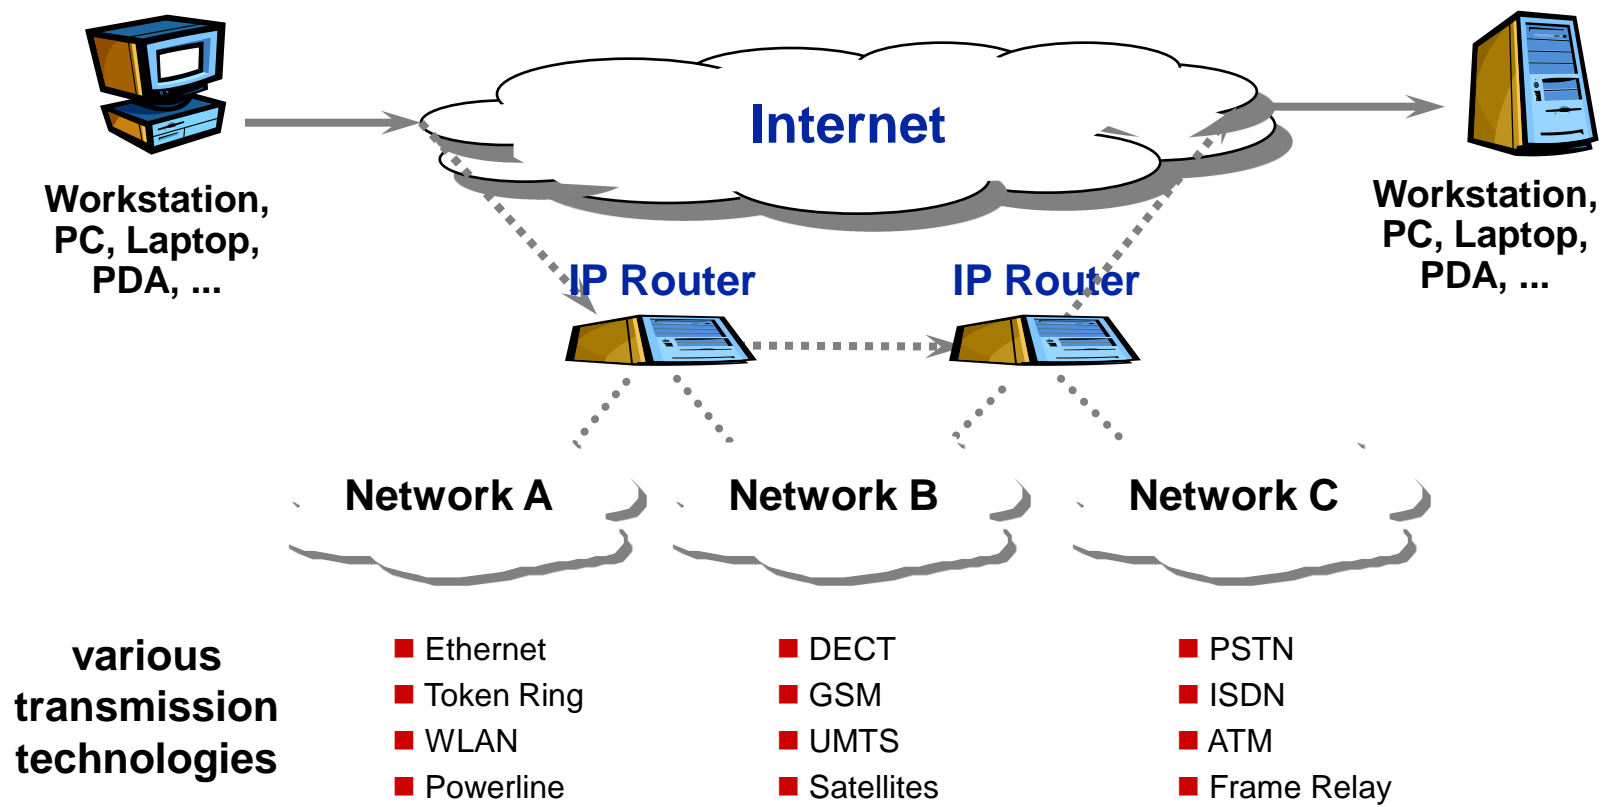 Internet
Workstation,
PC, Laptop,
PDA, ...
Workstation,
PC, Laptop,
PDA, ...
IP Router
IP Router
Network A
Network B
Network C
various
transmission
technologies
Ethernet
Token Ring
WLAN
Powerline
DECT
GSM
UMTS
Satellites
PSTN
ISDN
ATM
Frame Relay